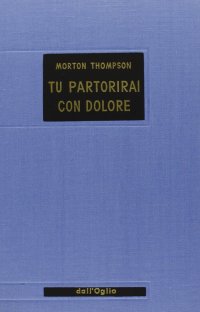 MORTON THOMPSON
TU PARTORIRAI
CON DOLORE
dall'Oglio